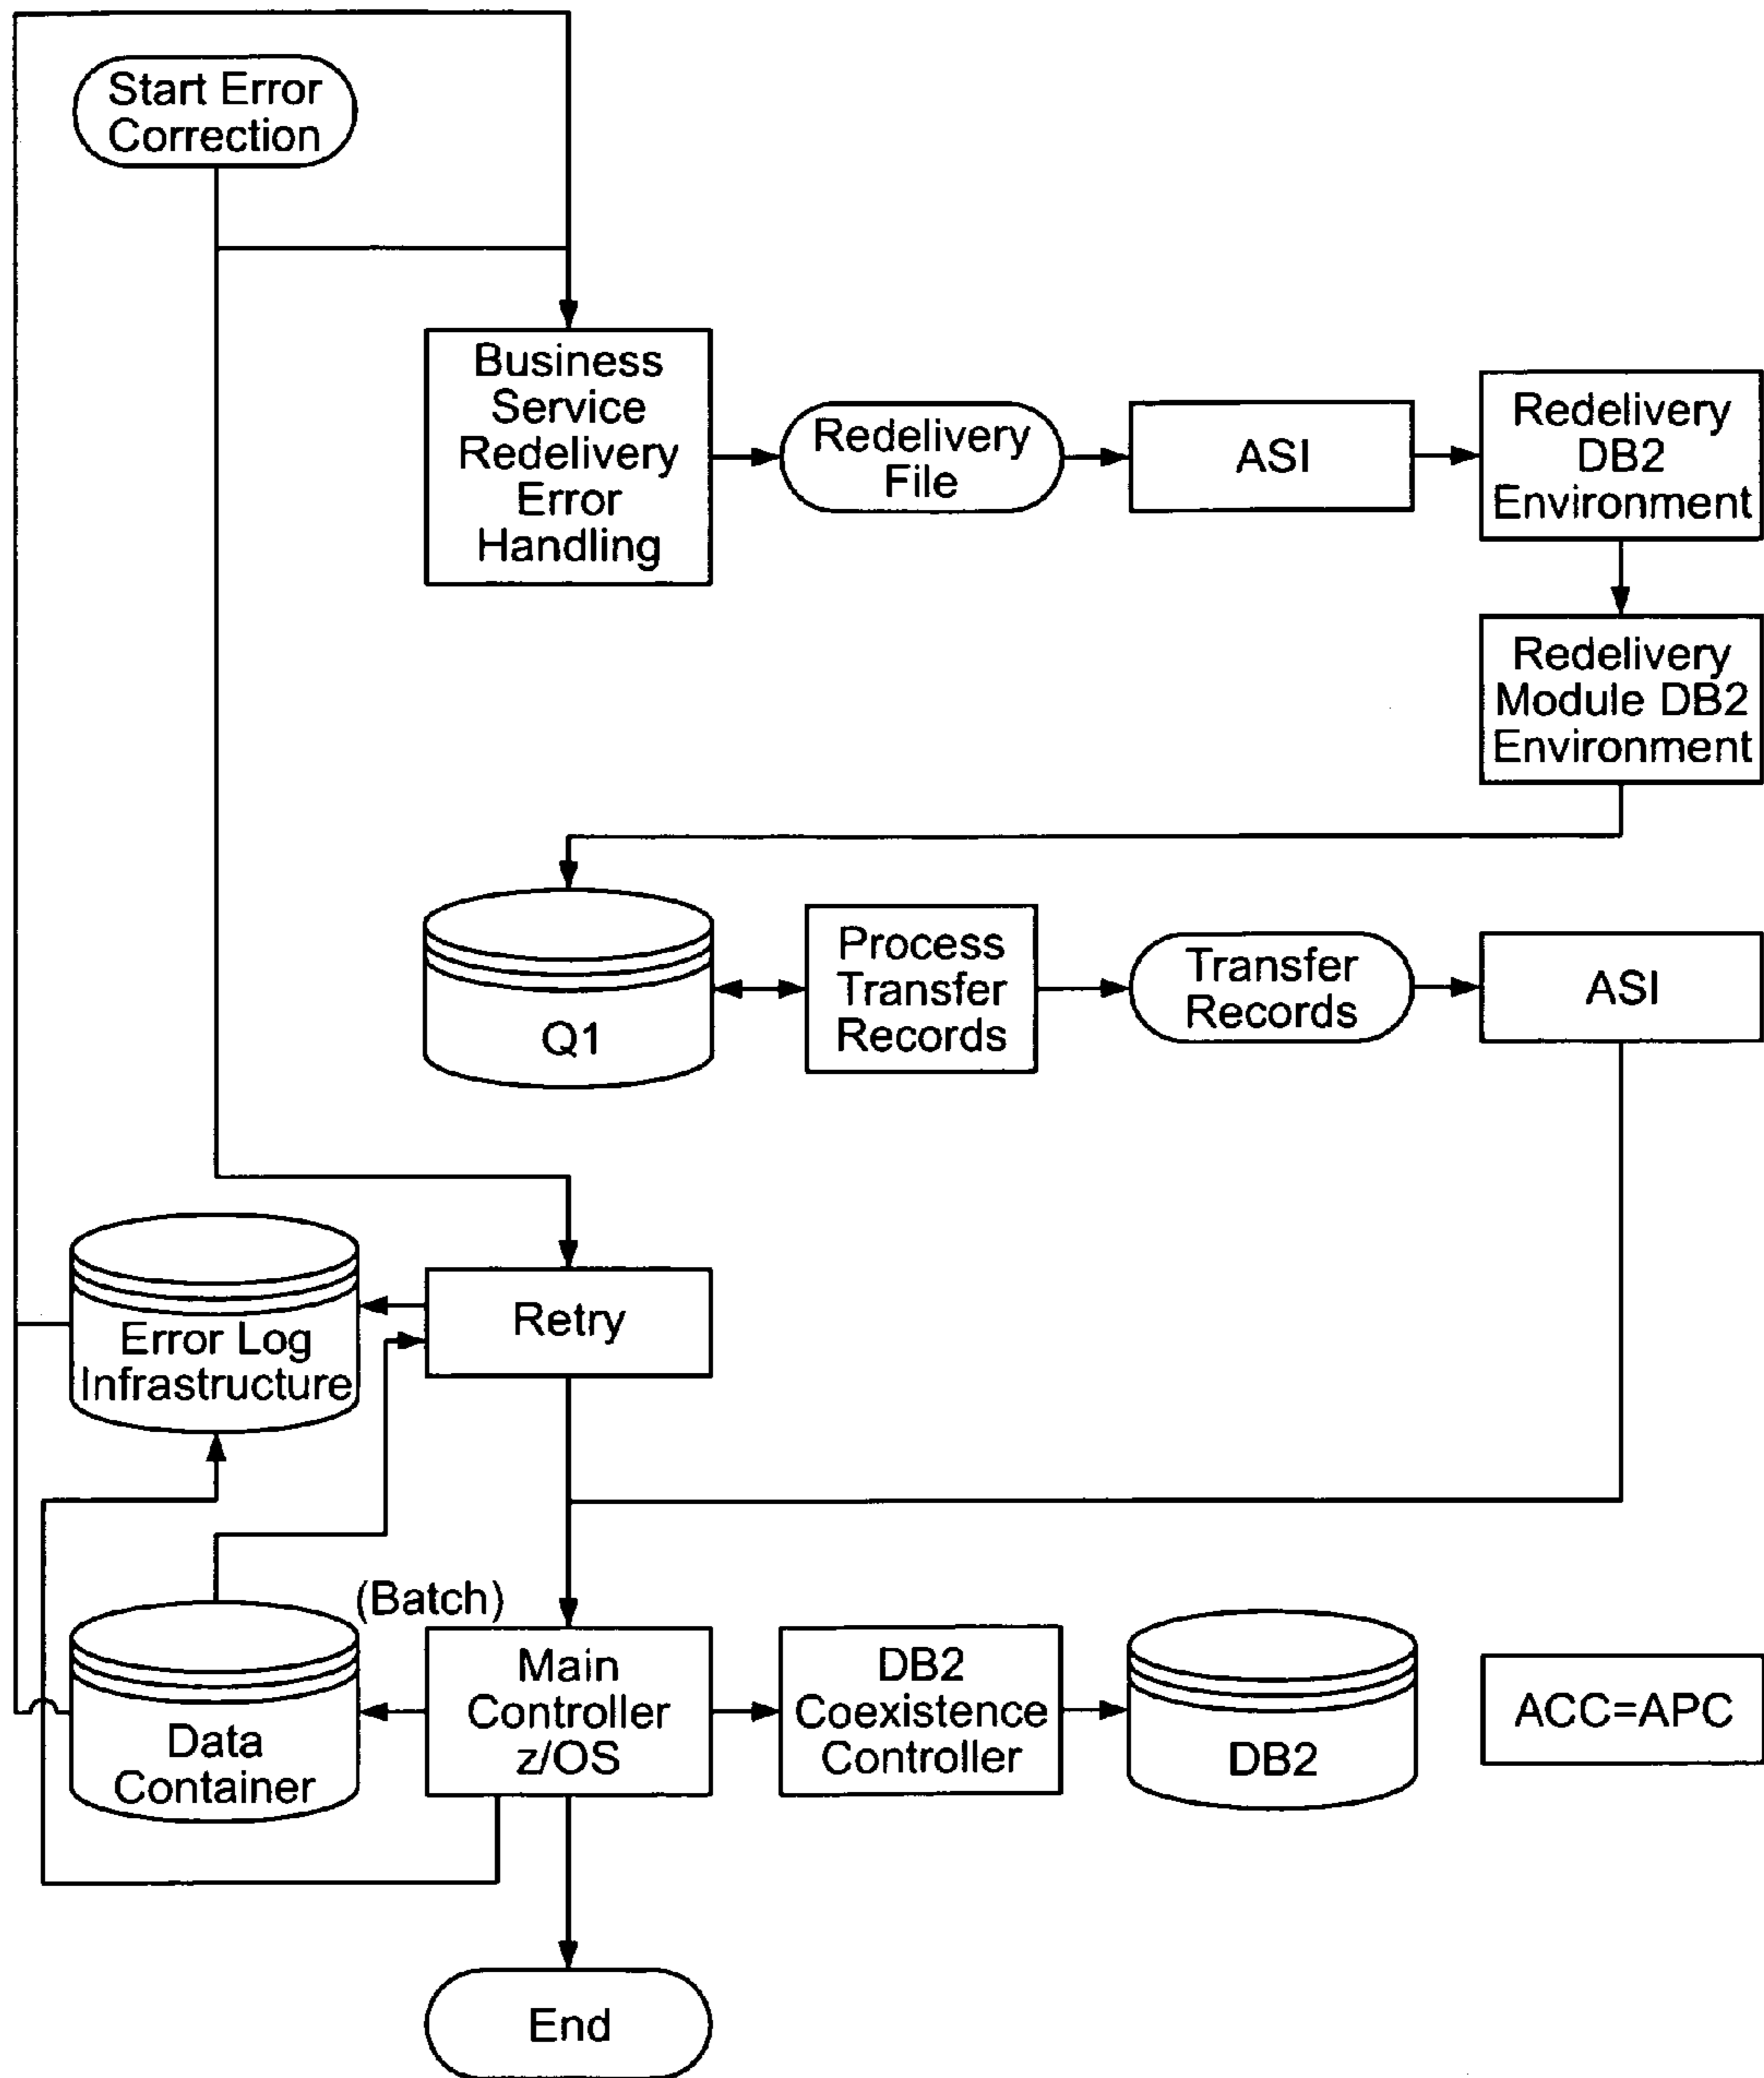 Start Error
Correction
Business
Service
Redelivery
Error
Handling
Redelivery
File
ASI
Redelivery
DB2
Environment
Redelivery
Module DB2
Environment
Q1
Process
Transfer
Records
Transfer
Records
ASI
Retry
Error Log
Infrastructure
(Batch)
Data
Container
Main
Controller
z/OS
DB2
Coexistence
Controller
DB2
ACC=APC
End